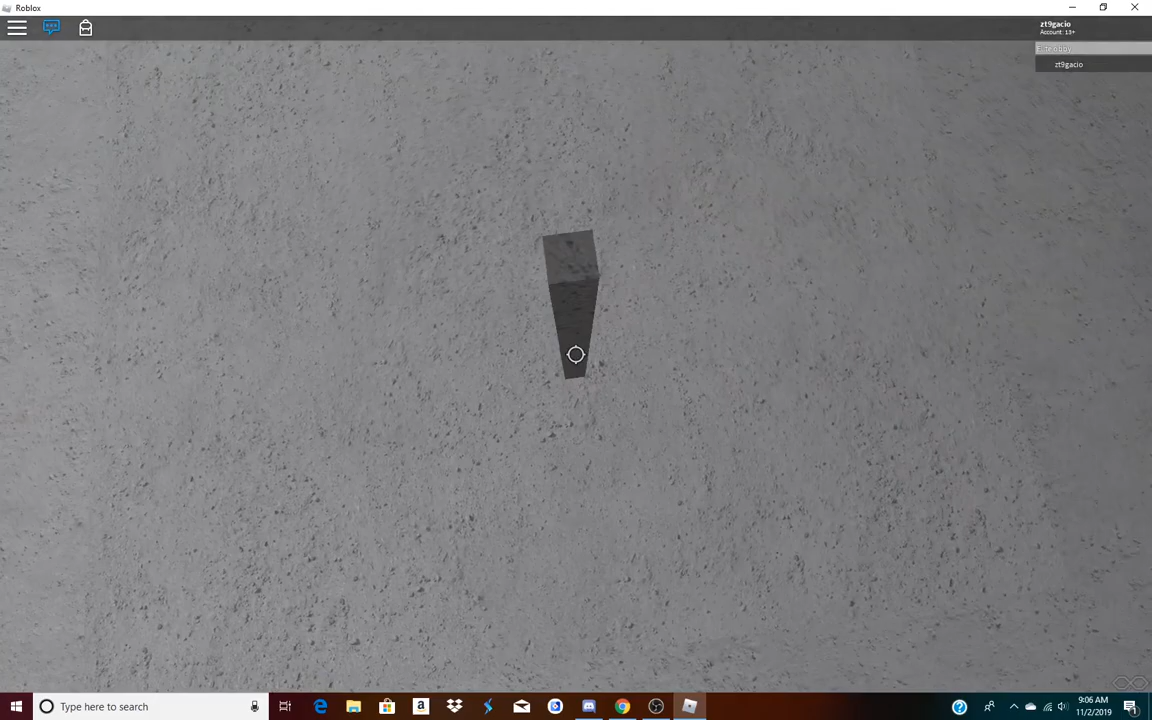 Roblox
zt9gacio
Account: 13+
zt9gacio
Type here to search
9:06 AM
11/2/2019